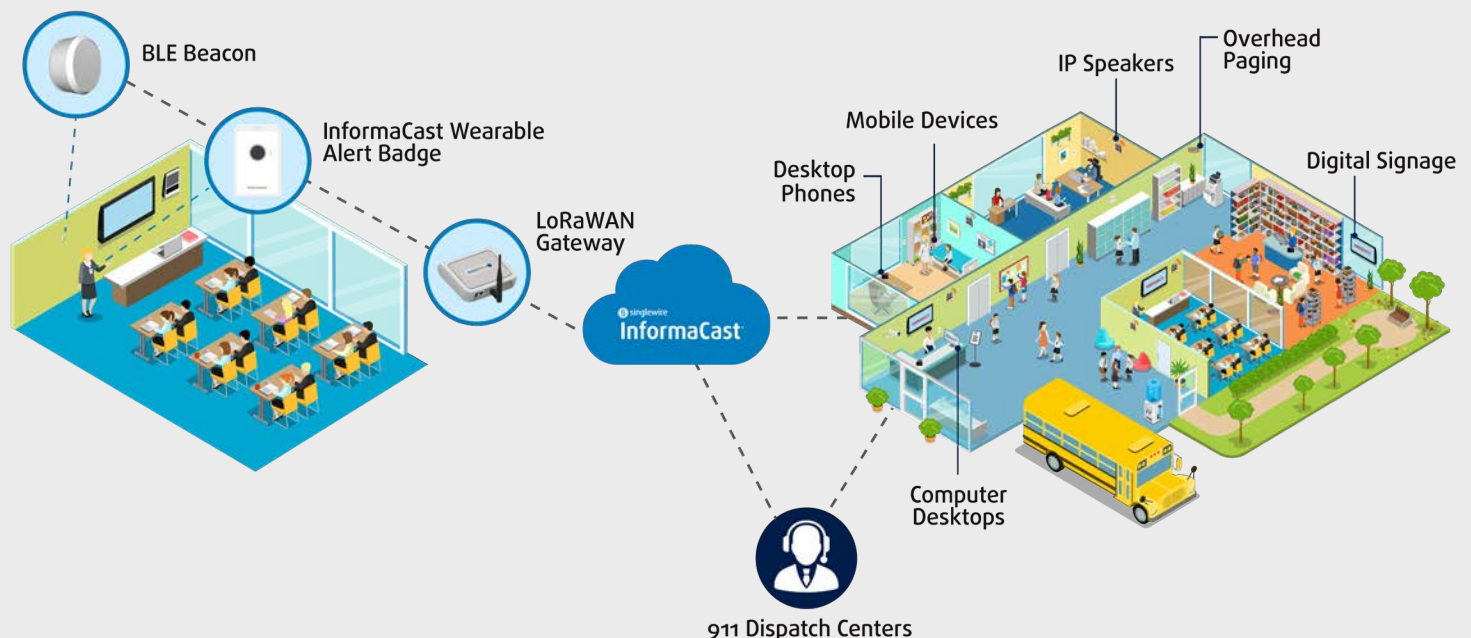 BLE Beacon
InformaCast Wearable
Alert Badge
LoRaWAN
Gateway
singlewire
InformaCast
Desktop
Phones
Mobile Devices
IP Speakers
Overhead
Paging
Digital Signage
Computer
Desktops
911 Dispatch Centers